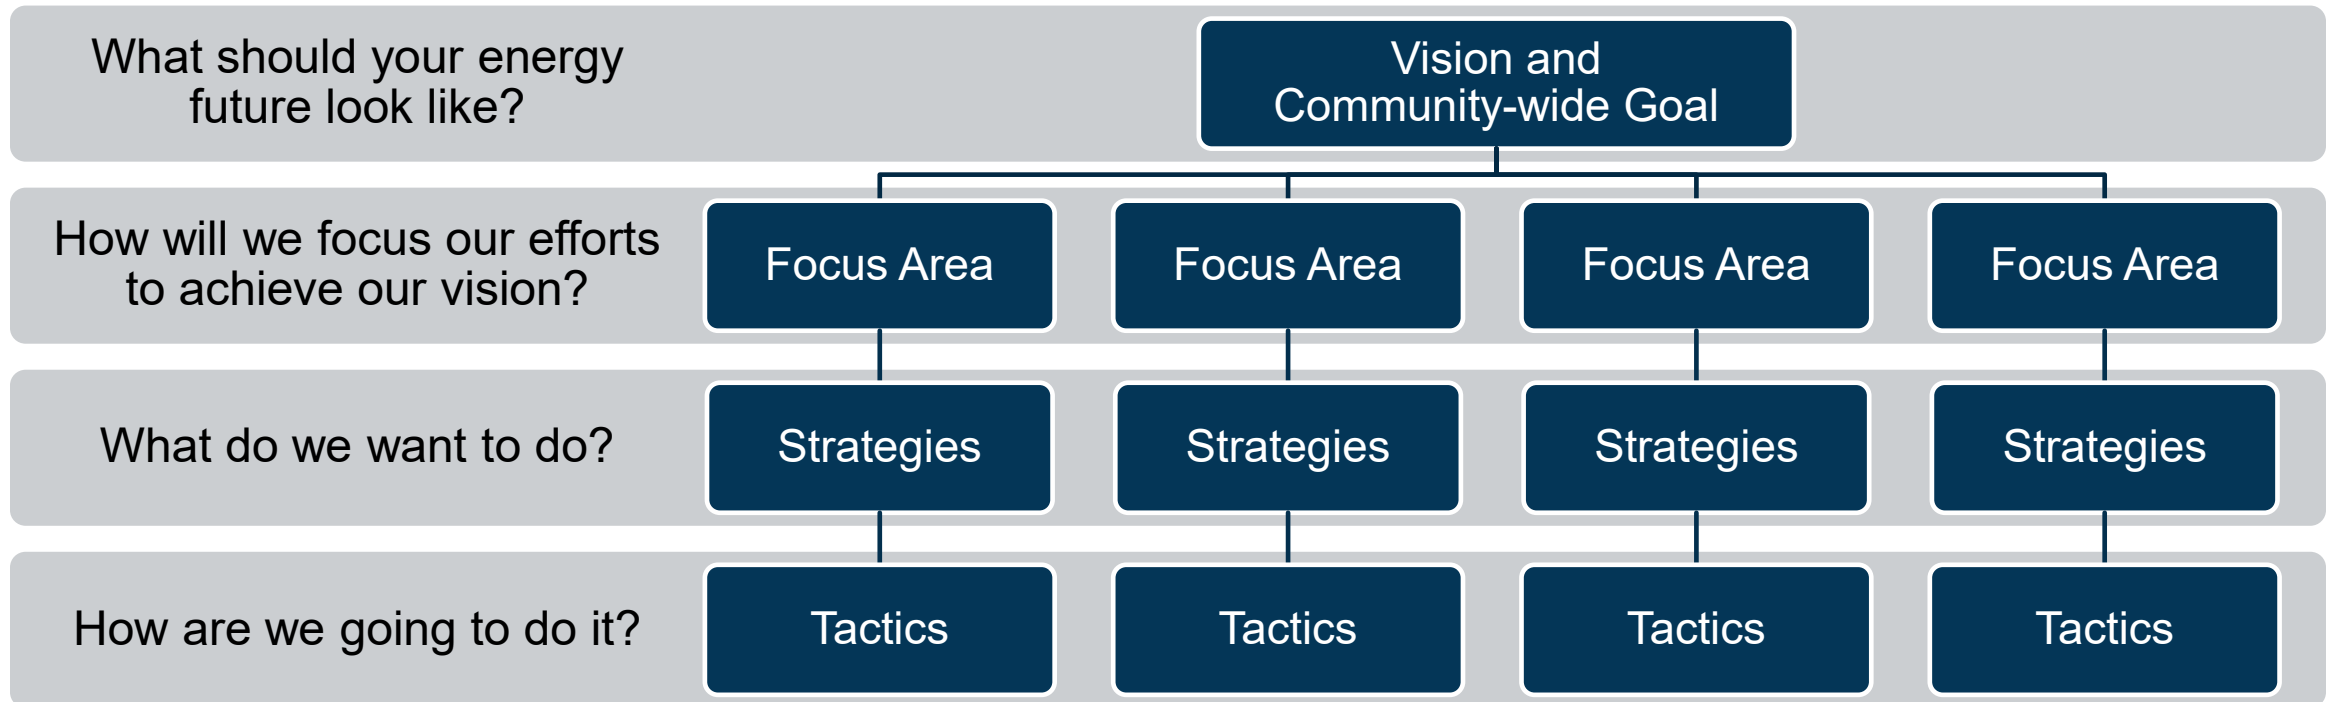 What should your energy
future look like?
Vision and
Community-wide Goal
How will we focus our efforts
to achieve our vision?
Focus Area
Focus Area
Focus Area
Focus Area
What do we want to do?
Strategies
Strategies
Strategies
Strategies
How are we going to do it?
Tactics
Tactics
Tactics
Tactics